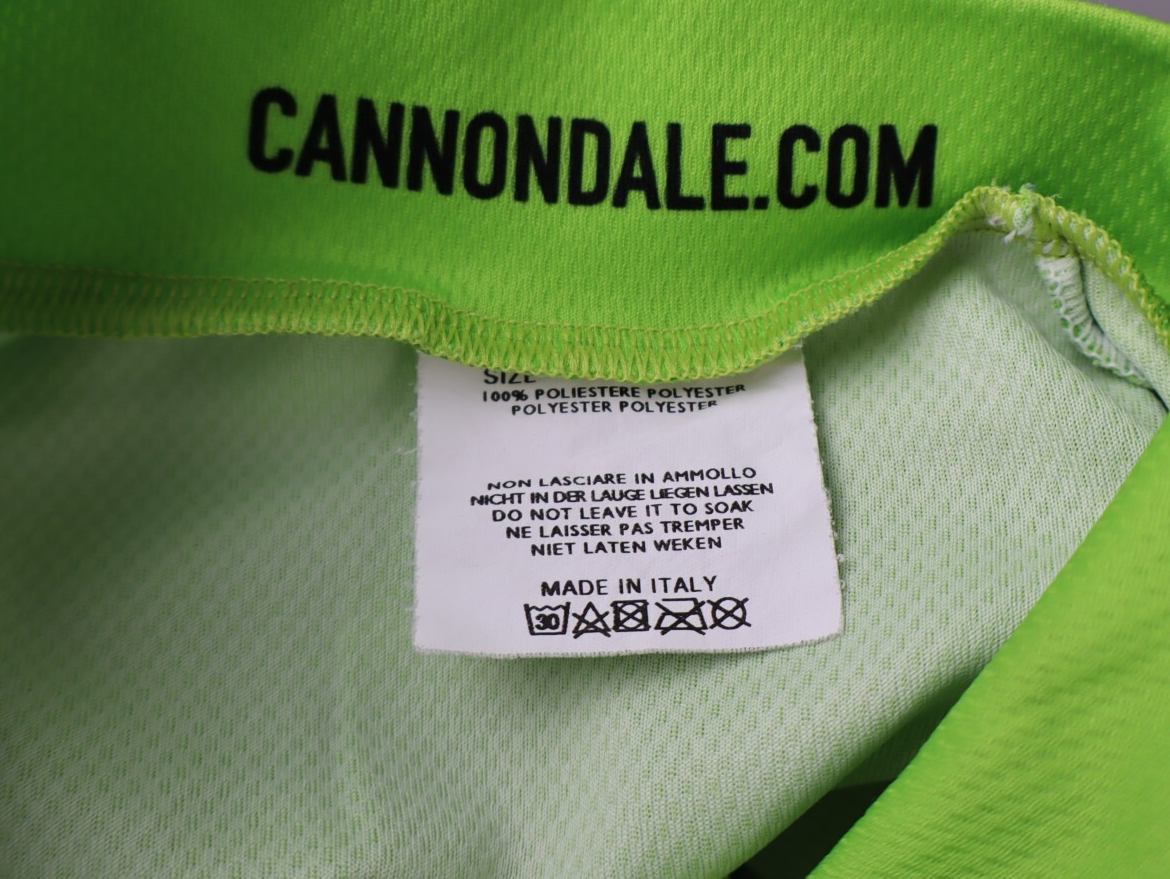 CANNONDALE.COM
SIZE
100% POLIESTERE POLYESTER
POLYESTER POLYESTER
NON LASCIARE IN AMMOLLO
NICHT IN DER LAUGE LIEGEN LASSEN
DO NOT LEAVE IT TO SOAK
NE LAISSER PAS TREMPER
NIET LATEN WEKEN
MADE IN ITALY
30